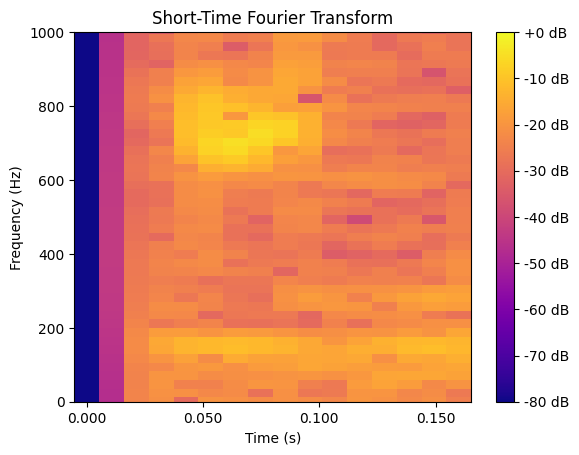 Short-Time Fourier Transform
Frequency (Hz)
1000
800
600
400
200
0
0.000
0.050
0.100
0.150
Time (s)
+0 dB
-10 dB
-20 dB
-30 dB
-40 dB
-50 dB
-60 dB
-70 dB
-80 dB